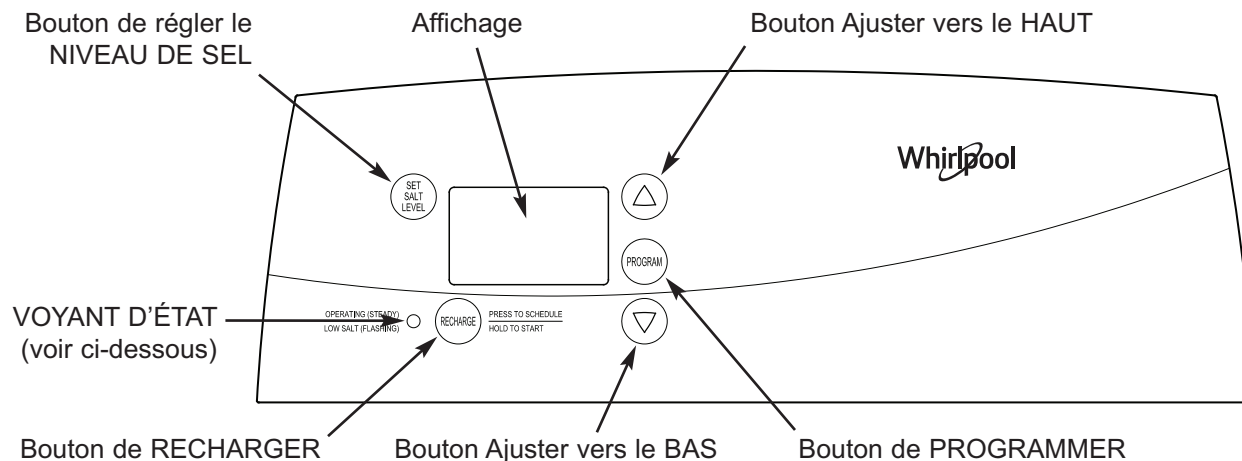 Bouton de régler le
NIVEAU DE SEL
Affichage
Bouton Ajuster vers le HAUT
Whirlpool
SET
SALT
LEVEL
PROGRAM
VOYANT D'ÉTAT
(voir ci-dessous)
OPERATING (STEADY)
LOW SALT (FLASHING)
RECHARGE
PRESS TO SCHEDULE
HOLD TO START
Bouton de RECHARGER
Bouton Ajuster vers le BAS
Bouton de PROGRAMMER